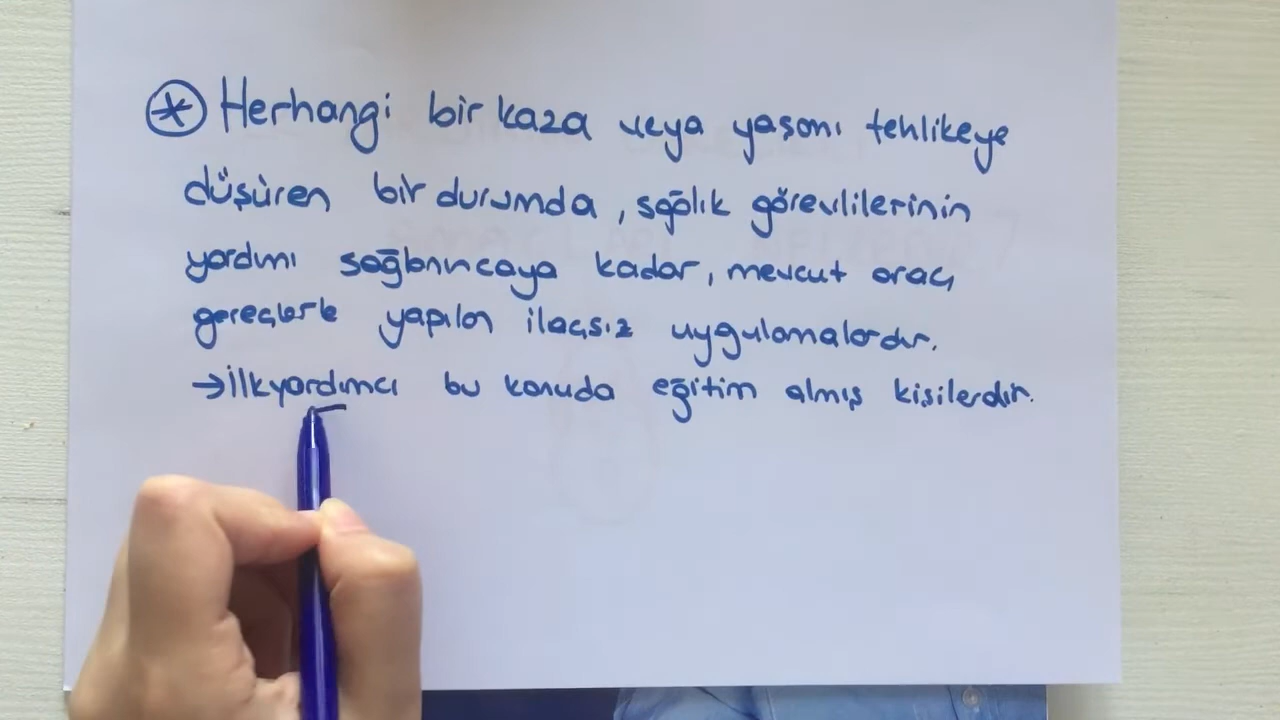 * Herhangi bir kaza veya yaşamı tehlikeye
düşüren bir durumda, sağlık görevlilerinin
yardımı sağlanıncaya kadar, mevcut araç
gereçlerle yapılan ilaçsız uygulamalardır.
→ İlkyardımcı bu konuda eğitim almış kişilerdir.